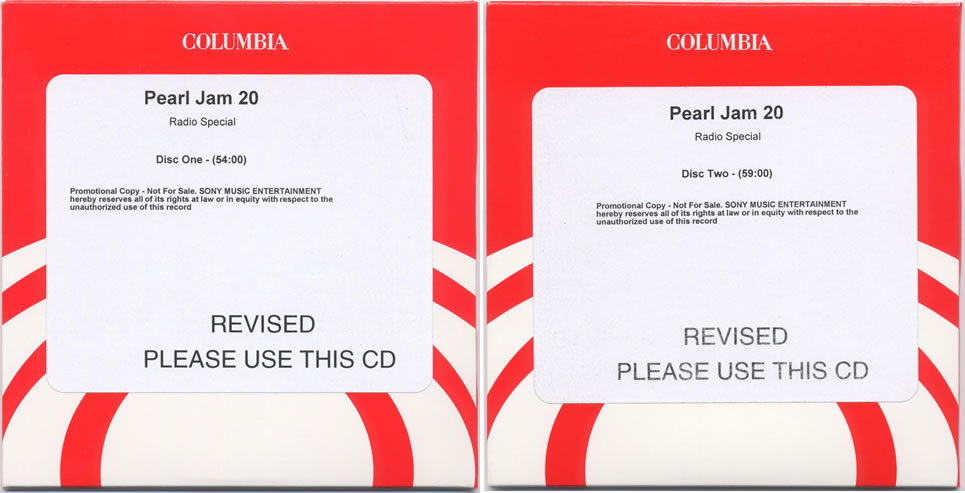 COLUMBIA
Pearl Jam 20
Radio Special
Disc One - (54:00)
Promotional Copy - Not For Sale. SONY MUSIC ENTERTAINMENT
hereby reserves all of its rights at law or in equity with respect to the
unauthorized use of this record
REVISED
PLEASE USE THIS CD
COLUMBIA
Pearl Jam 20
Radio Special
Disc Two - (59:00)
Promotional Copy - Not For Sale. SONY MUSIC ENTERTAINMENT
hereby reserves all of its rights at law or in equity with respect to the
unauthorized use of this record
REVISED
PLEASE USE THIS CD